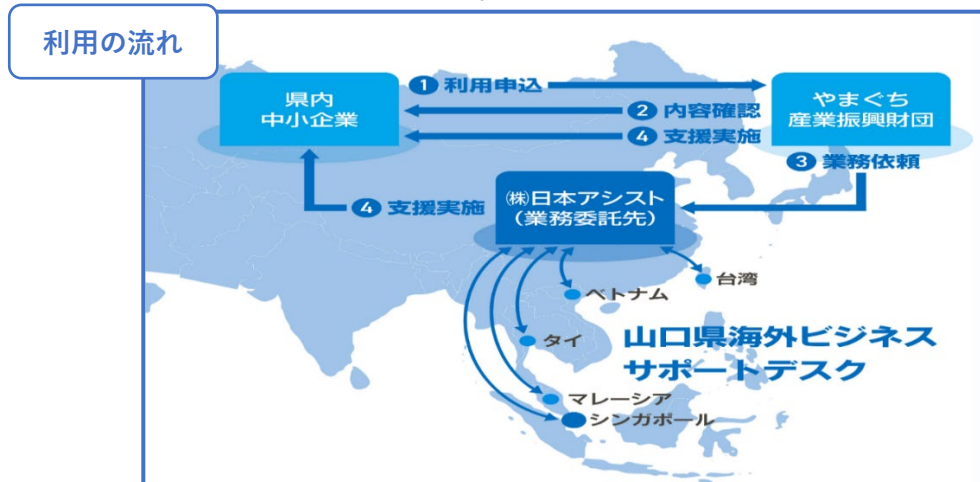 利用の流れ
県内
中小企業
❶ 利用申込
❷ 内容確認
❹ 支援実施
やまぐち
産業振興財団
❸ 業務依頼
❹ 支援実施
㈱日本アシスト
(業務委託先)
台湾
ベトナム
タイ
山口県海外ビジネス
サポートデスク
マレーシア
シンガポール